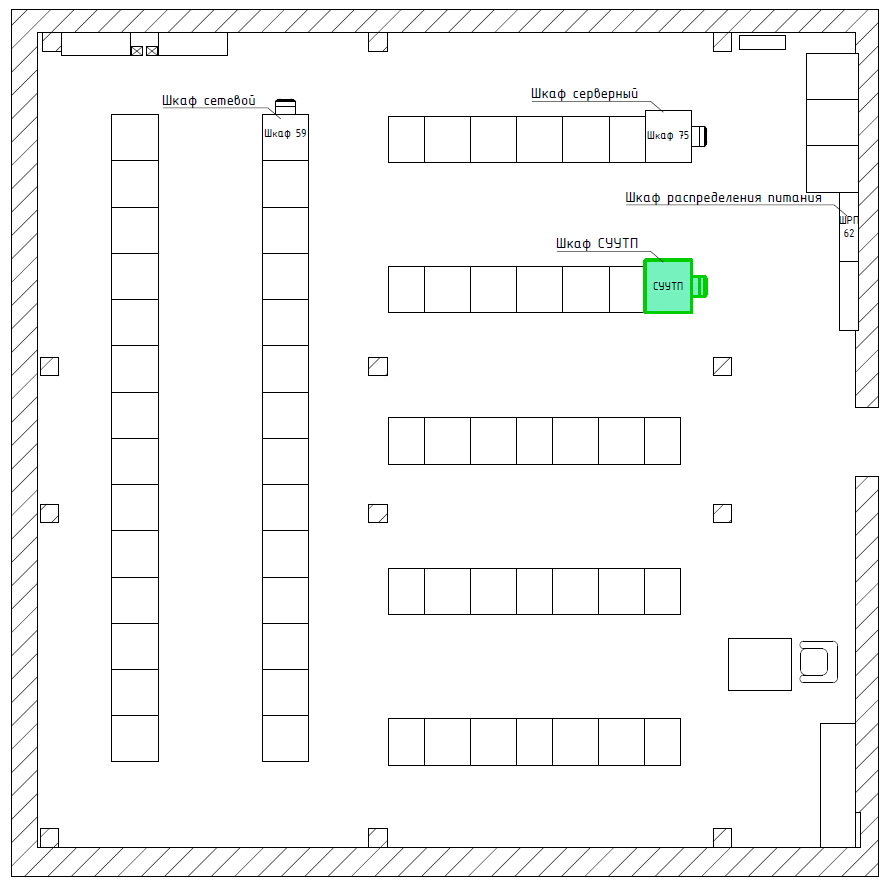 Шкаф серверный
Шкаф сетевой
Шкаф 59
Шкаф 75
Шкаф распределения питания
ШРП
62
Шкаф СУУТП
СУУТП